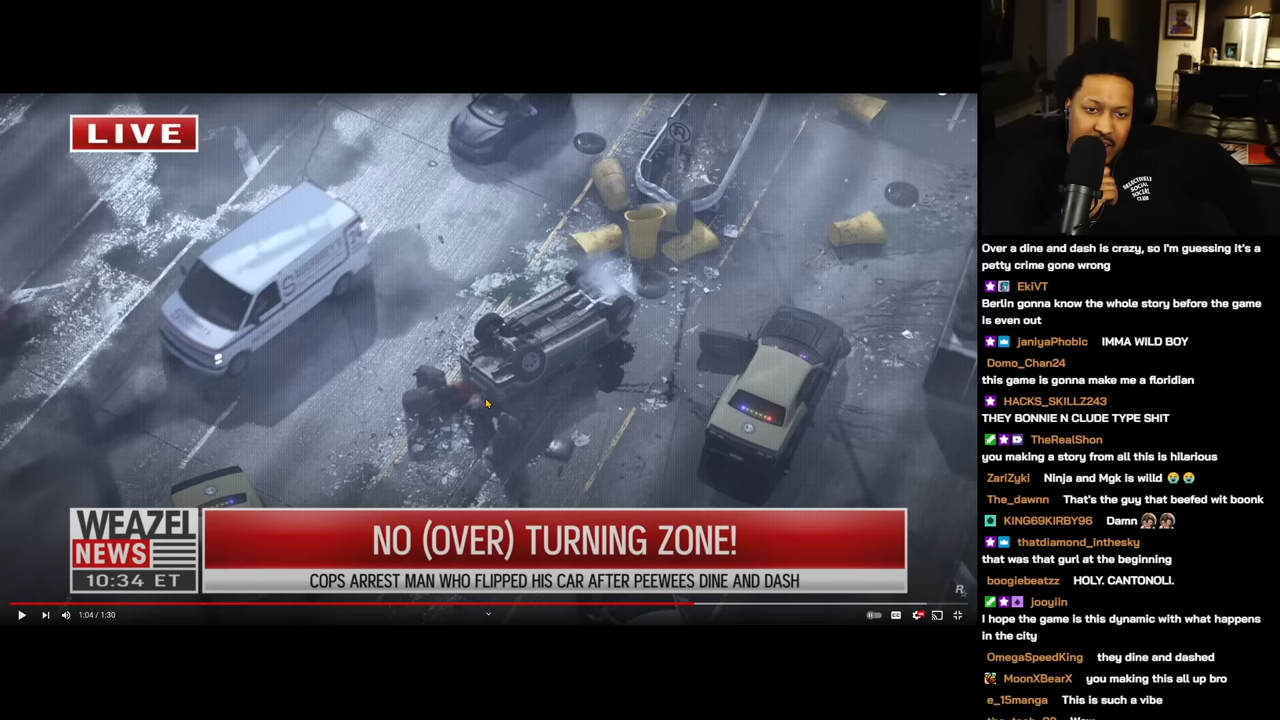 LIVE
WEAZEL
NEWS
10:34 ET
NO (OVER) TURNING ZONE!
COPS ARREST MAN WHO FLIPPED HIS CAR AFTER PEEWEES DINE AND DASH
1:04 / 1:30
SELECTIVELY
SOCIAL
SOCIAL
CLUB
Over a dine and dash is crazy, so I'm guessing it's a
petty crime gone wrong
EkiVT
Berlin gonna know the whole story before the game
is even out
janiyaPhobic IMMA WILD BOY
Domo_Chan24
this game is gonna make me a floridian
HACKS_SKILLZ243
THEY BONNIE N CLUDE TYPE SHIT
TheRealShon
you making a story from all this is hilarious
ZariZyki Ninja and Mgk is willd 😭😭
The_dawnn That's the guy that beefed wit boonk
KING69KIRBY96 Damn
thatdiamond_inthesky
that was that gurl at the beginning
boogiebeatzz HOLY. CANTONOLI.
jooyiin
I hope the game is this dynamic with what happens
in the city
OmegaSpeedKing they dine and dashed
MoonXBearX you making this all up bro
e_15manga This is such a vibe